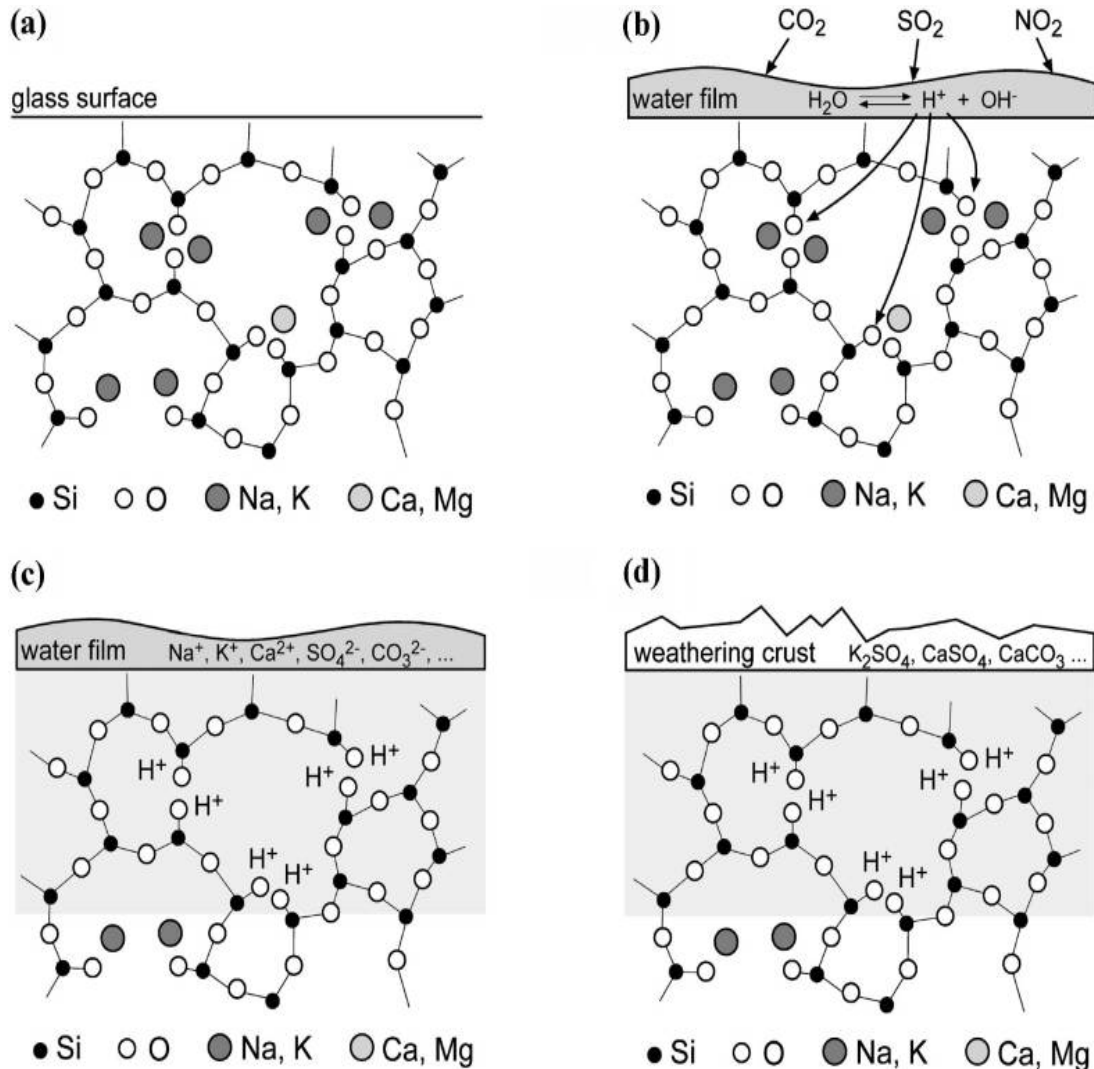 (a)
glass surface
Si O Na, K Ca, Mg
(b)
CO₂ SO₂ NO₂
water film H₂O ⇌ H⁺ + OH⁻
Si O Na, K Ca, Mg
(c)
water film Na⁺, K⁺, Ca²⁺, SO₄²⁻, CO₃²⁻, ...
H⁺ H⁺
H⁺
H⁺
H⁺
H⁺
Si O Na, K Ca, Mg
(d)
weathering crust K₂SO₄, CaSO₄, CaCO₃ ...
H⁺ H⁺
H⁺
H⁺
H⁺
H⁺
Si O Na, K Ca, Mg